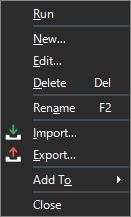 Run
New...
Edit...
Delete Del
Rename F2
Import...
Export...
Add To
Close